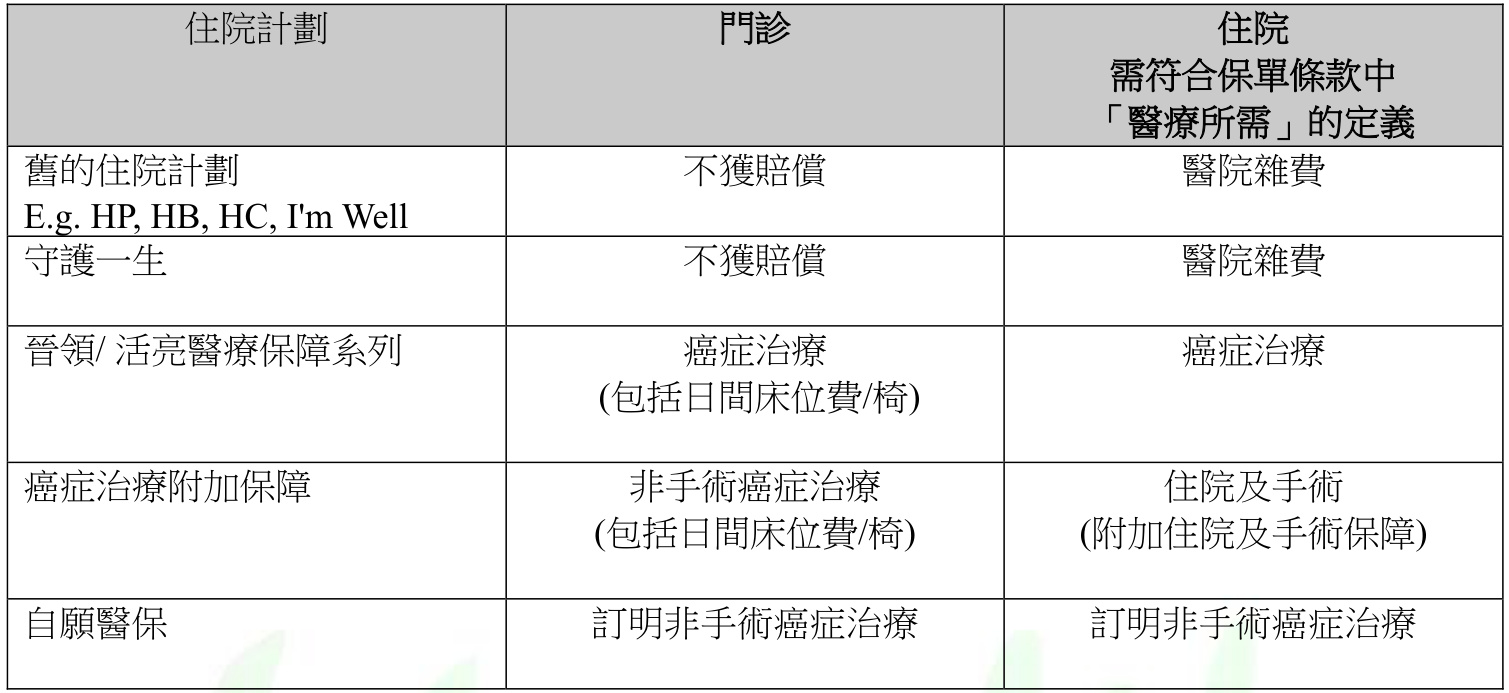 住院計劃
門診
住院
需符合保單條款中
「醫療所需」的定義
舊的住院計劃
E.g. HP, HB, HC, I'm Well
不獲賠償
醫院雜費
守護一生
不獲賠償
醫院雜費
晉領/ 活亮醫療保障系列
癌症治療
(包括日間床位費/椅)
癌症治療
癌症治療附加保障
非手術癌症治療
(包括日間床位費/椅)
住院及手術
(附加住院及手術保障)
自願醫保
訂明非手術癌症治療
訂明非手術癌症治療